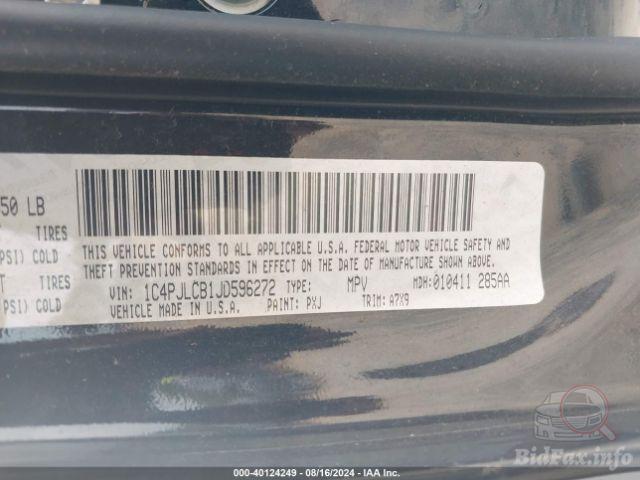 50 LB
TIRES
PSI) COLD
TIRES
PSI) COLD
THIS VEHICLE CONFORMS TO ALL APPLICABLE U.S.A. FEDERAL MOTOR VEHICLE SAFETY AND
THEFT PREVENTION STANDARDS IN EFFECT ON THE DATE OF MANUFACTURE SHOWN ABOVE.
VIN: 1C4PJLCB1JD596272 TYPE: MPV MDH:010411 285AA
VEHICLE MADE IN U.S.A. PAINT: PXJ TRIM: A7X9
BidFax.info
000-40124249 - 08/16/2024 - IAA Inc.